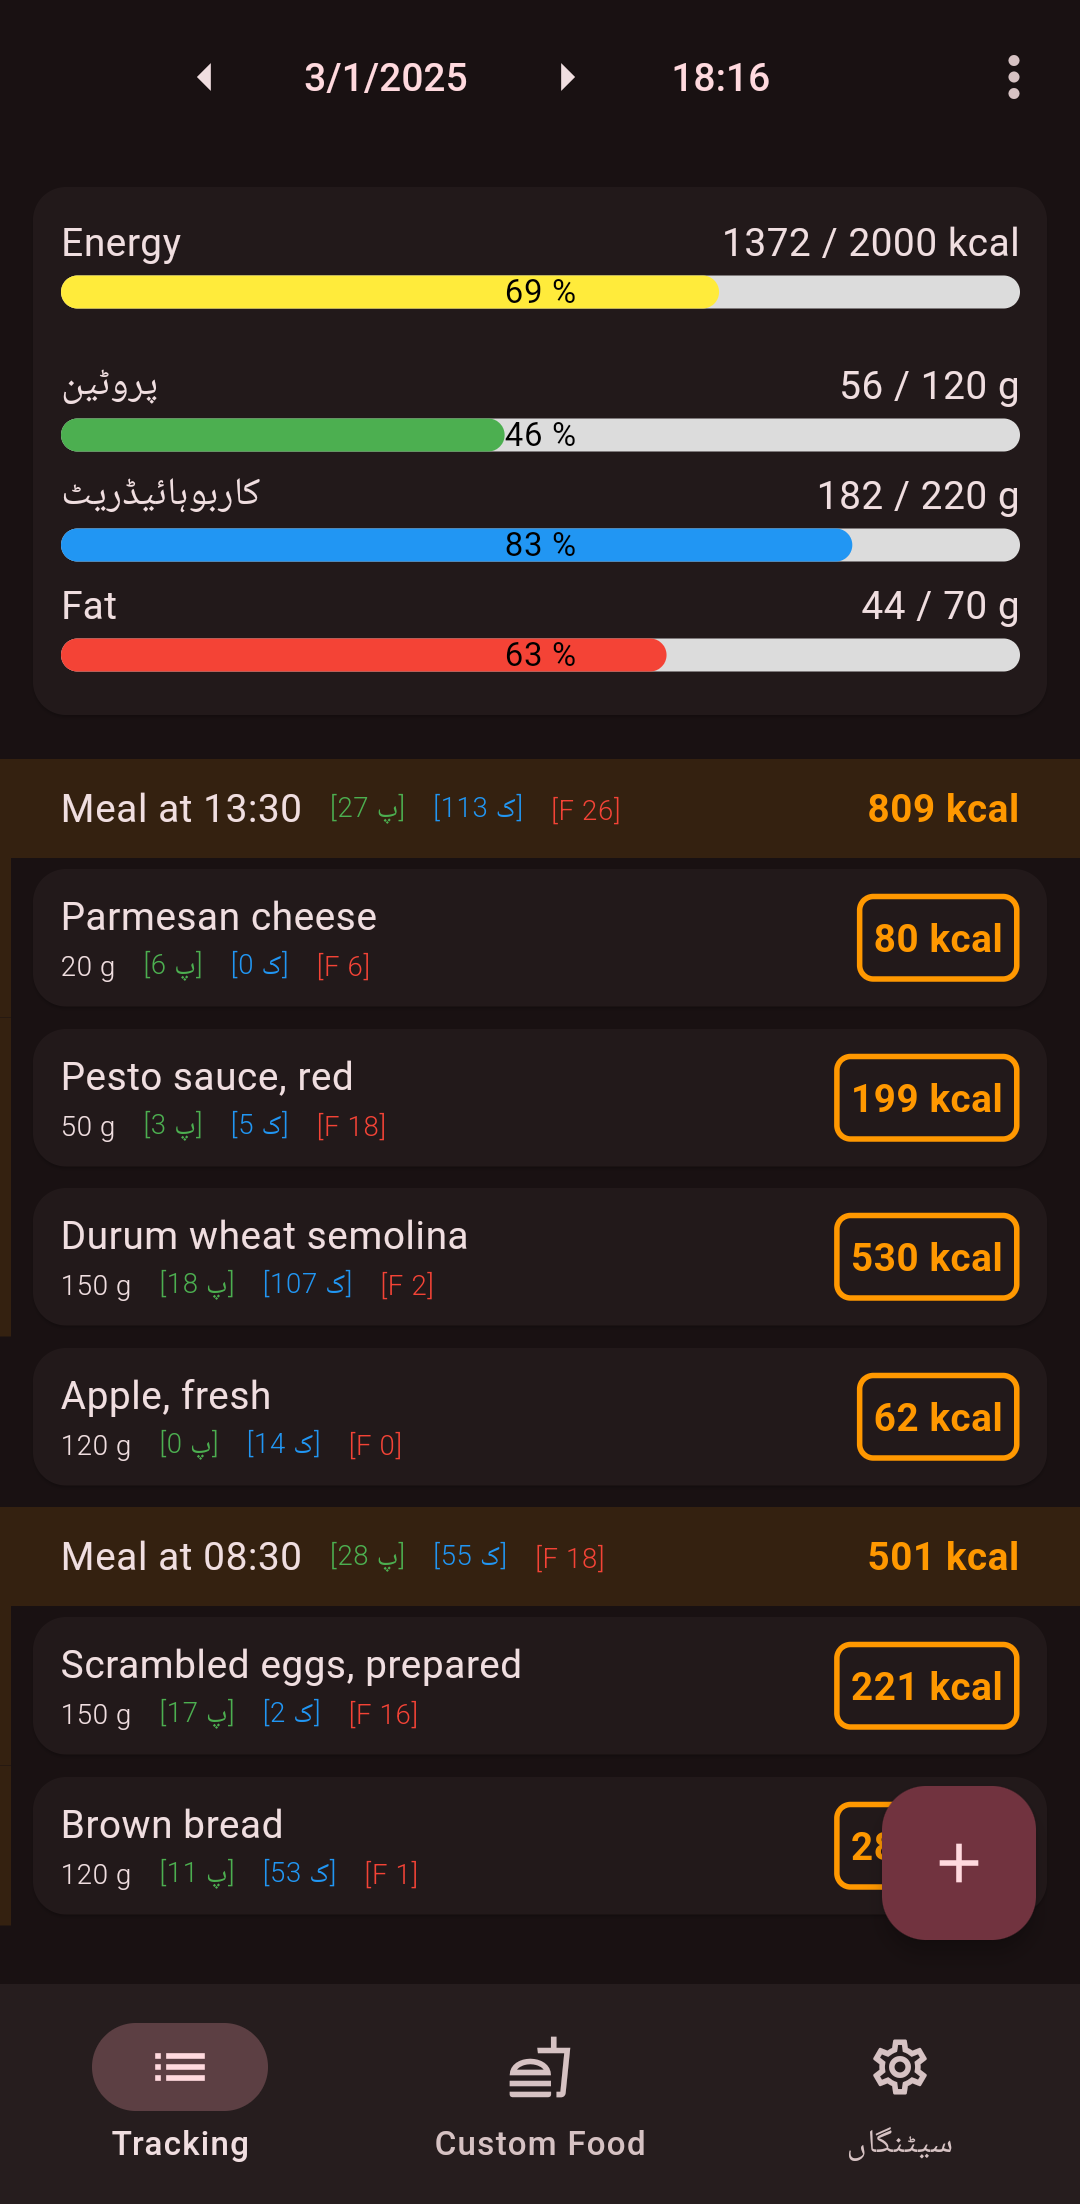 3/1/2025 18:16
Energy 1372 / 2000 kcal
69 %
پروٹین 56 / 120 g
46 %
کاربوہائیڈریٹ 182 / 220 g
83 %
Fat 44 / 70 g
63 %
Meal at 13:30 [27 پ] [113 ک] [F 26] 809 kcal
Parmesan cheese 80 kcal
20 g [6 پ] [0 ک] [F 6]
Pesto sauce, red 199 kcal
50 g [3 پ] [5 ک] [F 18]
Durum wheat semolina 530 kcal
150 g [18 پ] [107 ک] [F 2]
Apple, fresh 62 kcal
120 g [0 پ] [14 ک] [F 0]
Meal at 08:30 [28 پ] [55 ک] [F 18] 501 kcal
Scrambled eggs, prepared 221 kcal
150 g [17 پ] [2 ک] [F 16]
Brown bread
120 g [11 پ] [53 ک] [F 1]
Tracking Custom Food سیٹنگاں